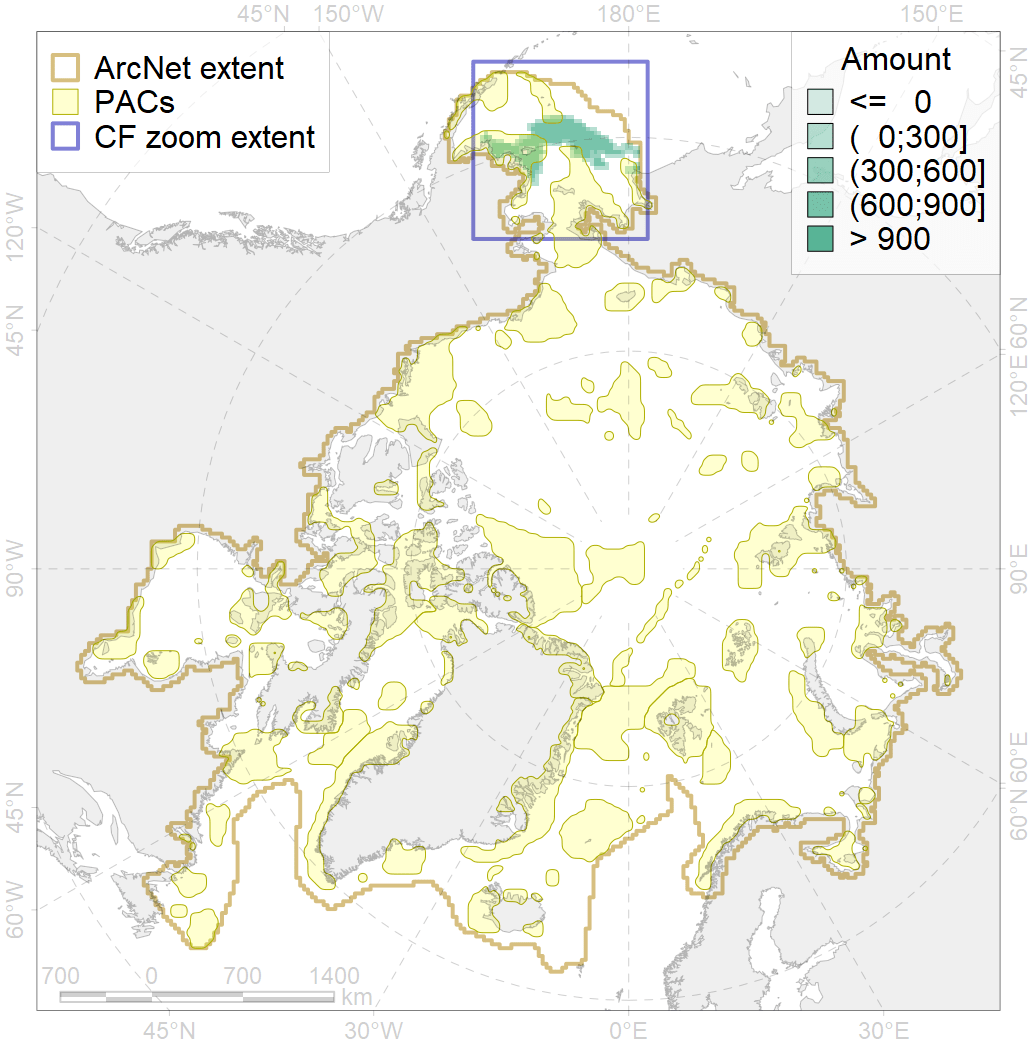 45°N 150°W 180°E 150°E
ArcNet extent
PACs
CF zoom extent
Amount
<= 0
( 0;300]
(300;600]
(600;900]
> 900
45°N
120°W
45°N
60°N
120°E
90°W
90°E
45°N
60°E
60°N
60°W
700 0 700 1400
km
45°N 30°W 0°E 30°E